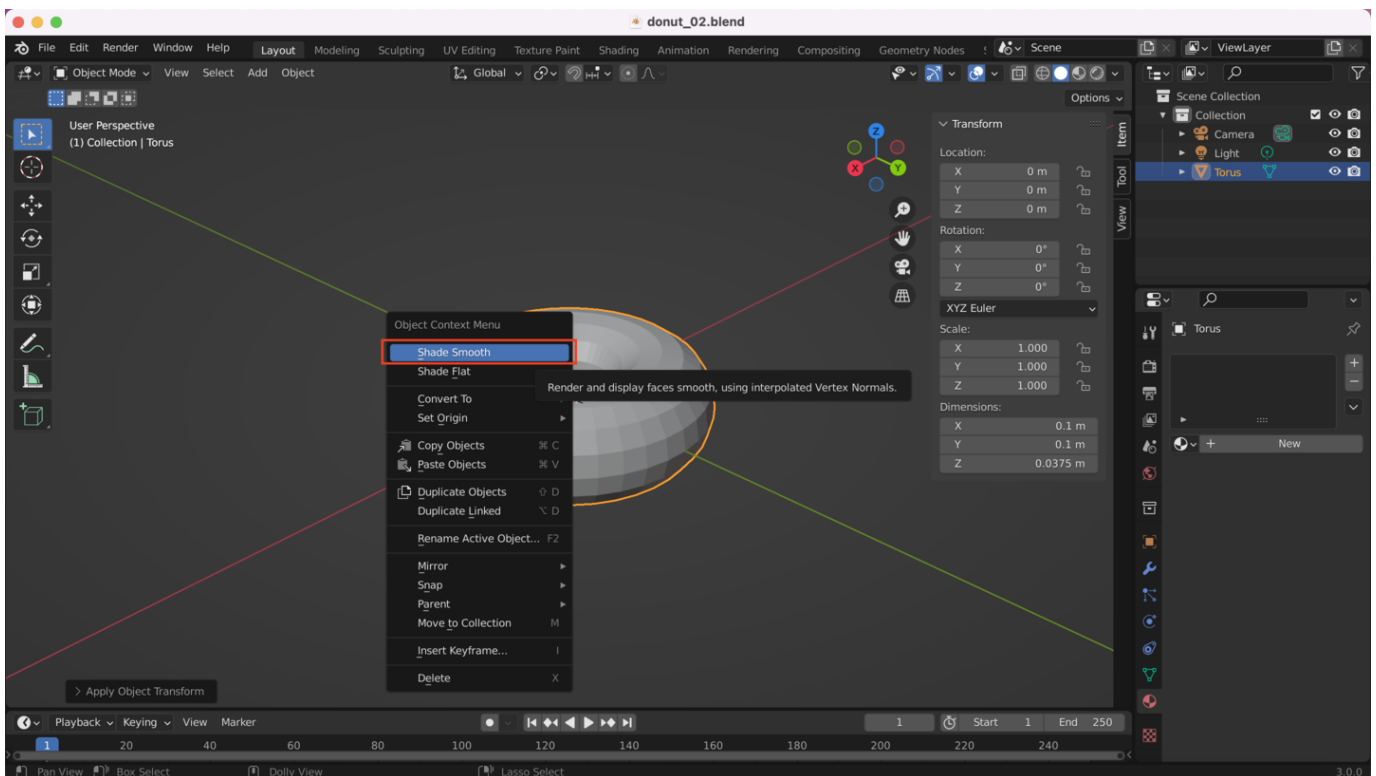 donut_02.blend
File Edit Render Window Help Layout Modeling Sculpting UV Editing Texture Paint Shading Animation Rendering Compositing Geometry Nodes Scene ViewLayer
Object Mode View Select Add Object Global
Options
User Perspective
(1) Collection | Torus
Z
X
Y
Transform
Location:
X 0 m
Y 0 m
Z 0 m
Rotation:
X 0°
Y 0°
Z 0°
XYZ Euler
Scale:
X 1.000
Y 1.000
Z 1.000
Dimensions:
X 0.1 m
Y 0.1 m
Z 0.0375 m
Item
Tool
View
Scene Collection
Collection
Camera
Light
Torus
Torus
New
Object Context Menu
Shade Smooth
Shade Flat
Render and display faces smooth, using interpolated Vertex Normals.
Convert To
Set Origin
Copy Objects ⌘ C
Paste Objects ⌘ V
Duplicate Objects ⇧ D
Duplicate Linked ⌥ D
Rename Active Object... F2
Mirror
Snap
Parent
Move to Collection M
Insert Keyframe... I
Delete X
> Apply Object Transform
Playback Keying View Marker 1 Start 1 End 250
1 20 40 60 80 100 120 140 160 180 200 220 240
Pan View Box Select Dolly View Lasso Select 3.0.0